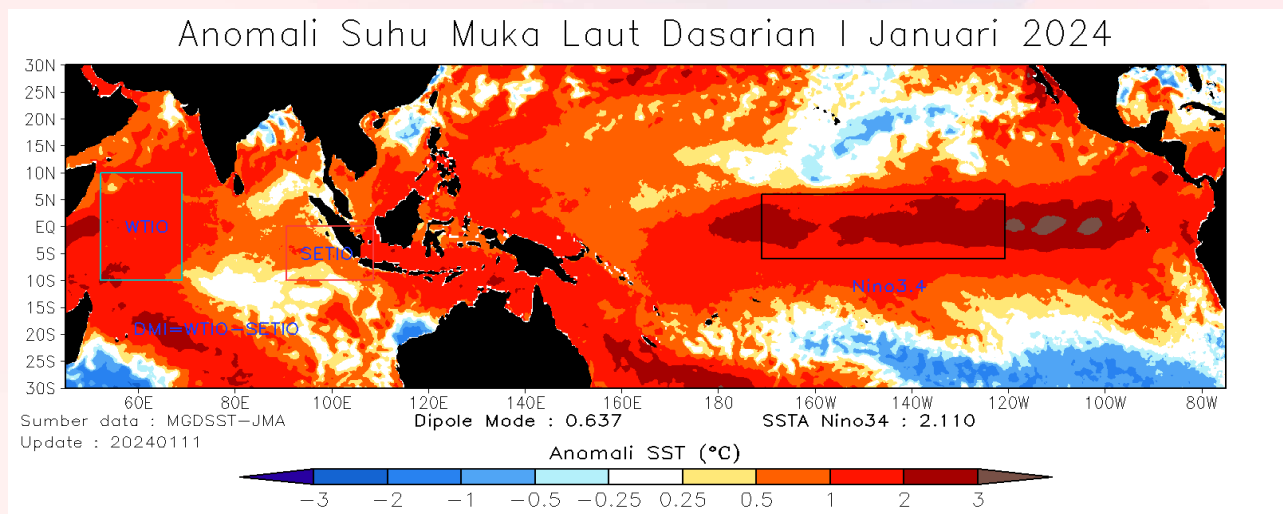 Anomali Suhu Muka Laut Dasarian I Januari 2024
30N
25N
20N
15N
10N
5N
EQ
5S
10S
15S
20S
25S
30S
WTIO
SETIO
Nino3.4
DMI=WTIO-SETIO
60E 80E 100E 120E 140E 160E 180 160W 140W 120W 100W 80W
Sumber data : MGDSST-JMA Dipole Mode : 0.637 SSTA Nino34 : 2.110
Update : 20240111
Anomali SST (°C)
-3 -2 -1 -0.5 -0.25 0.25 0.5 1 2 3